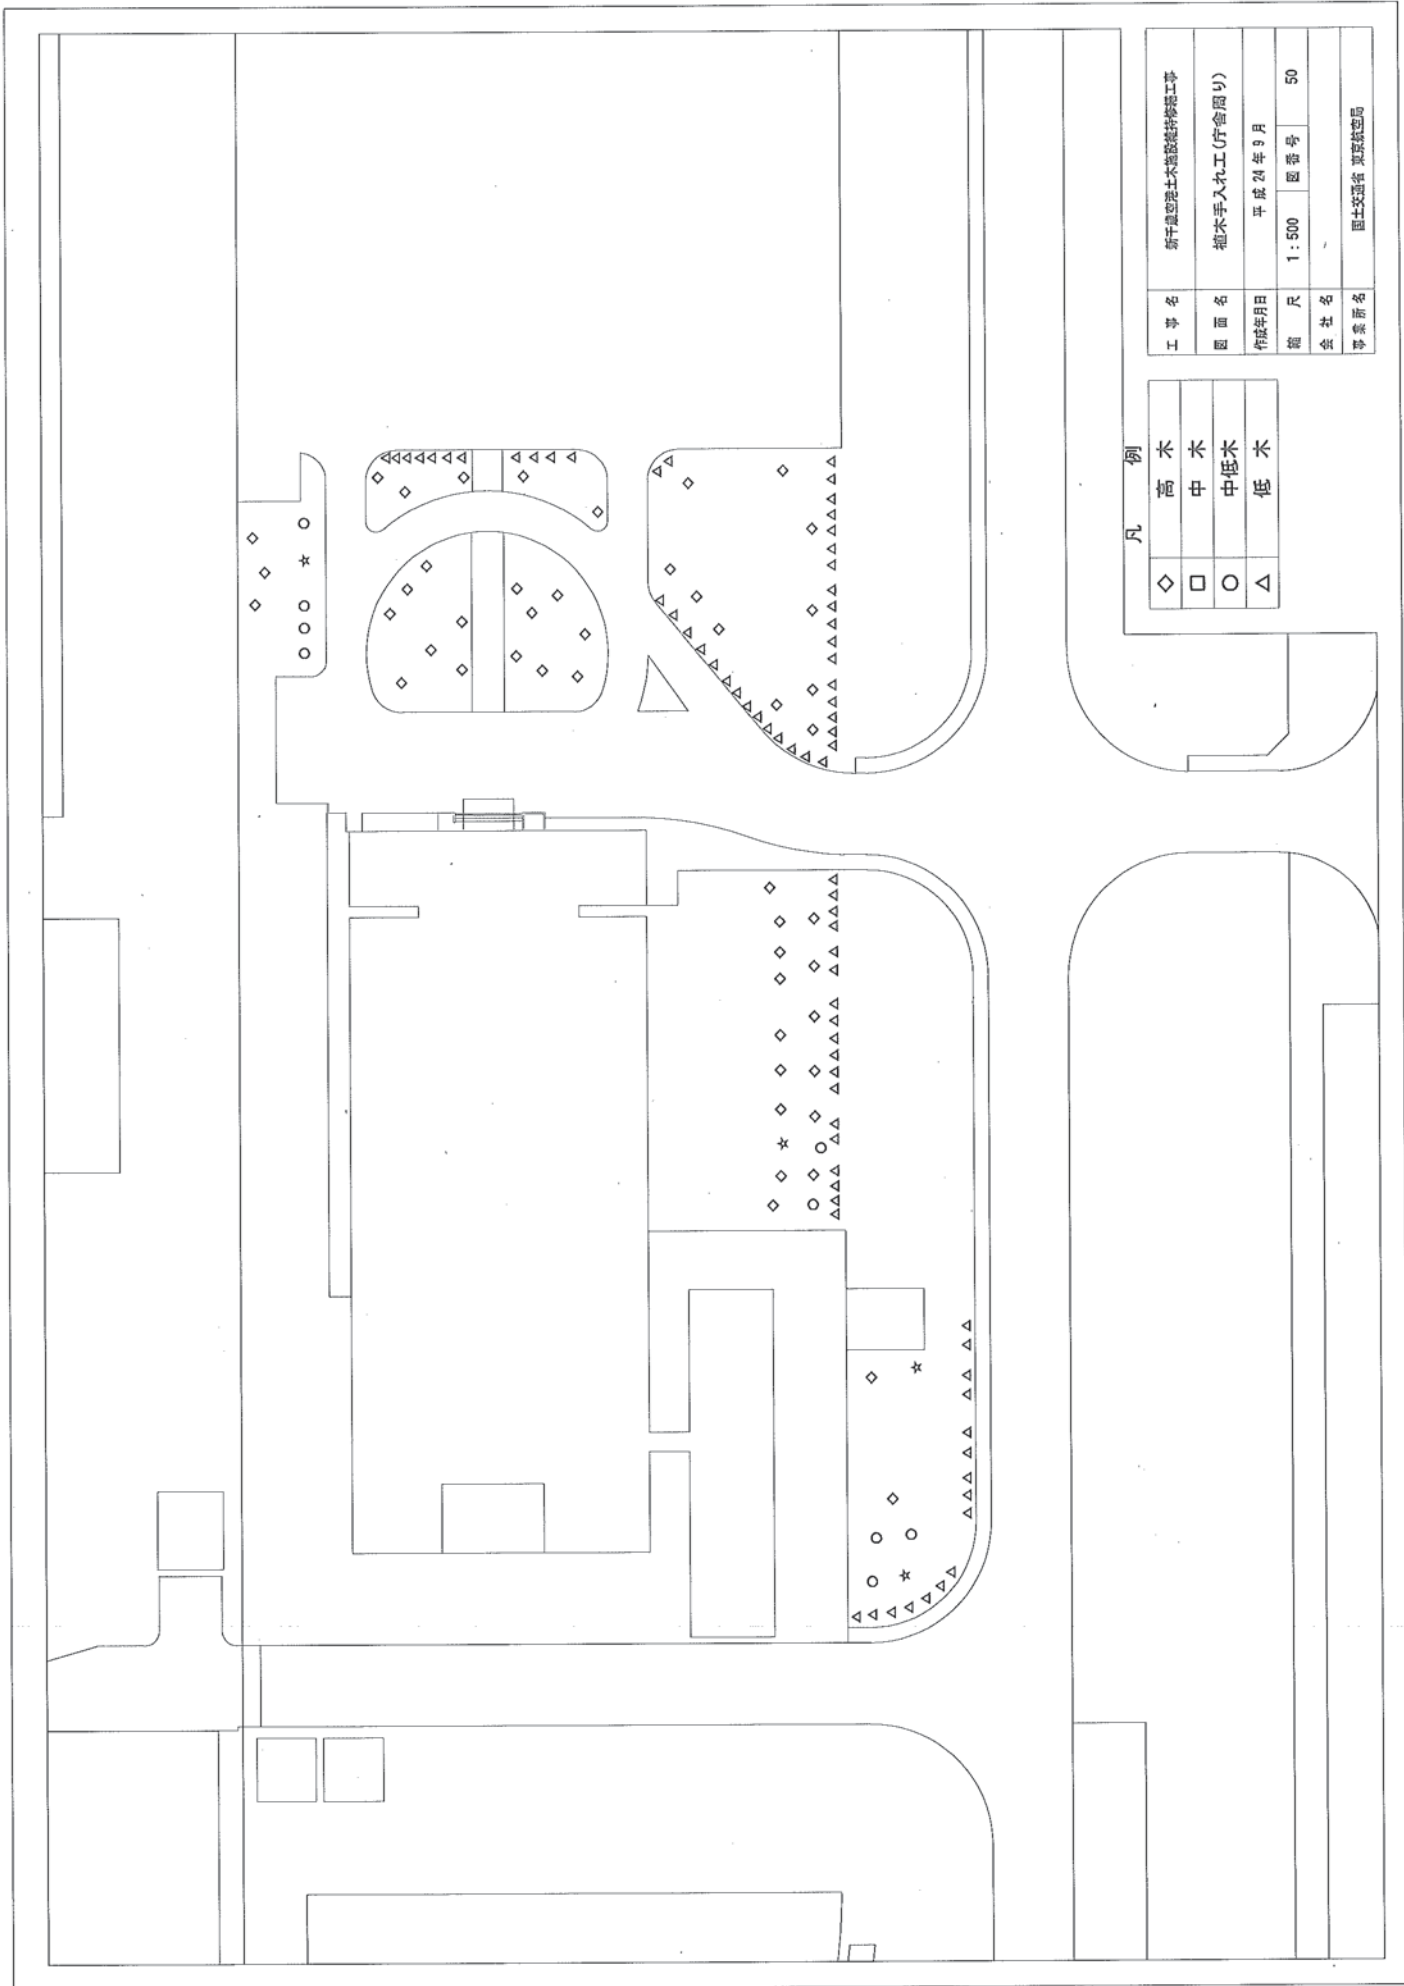 凡 例
◇ 高 木
□ 中 木
○ 中低木
△ 低 木
工 事 名 新千歳空港土木施設維持修繕工事
図 面 名 植木手入れ工(庁舎周り)
作成年月日 平 成 24 年 9 月
縮 尺 1:500 図 番 号 50
会 社 名
事業所名 国土交通省 東京航空局